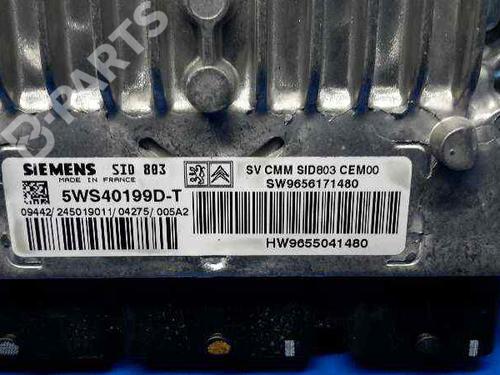 B-PARTS
SIEMENS SID 803
MADE IN FRANCE
5WS40199D-T
09442/245019011/04275/005A2
SV CMM SID803 CEM00
SW9656171480
HW9655041480